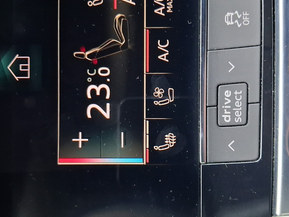 A/C
MAX
A/C
OFF
23.0 °C
+ −
drive
select